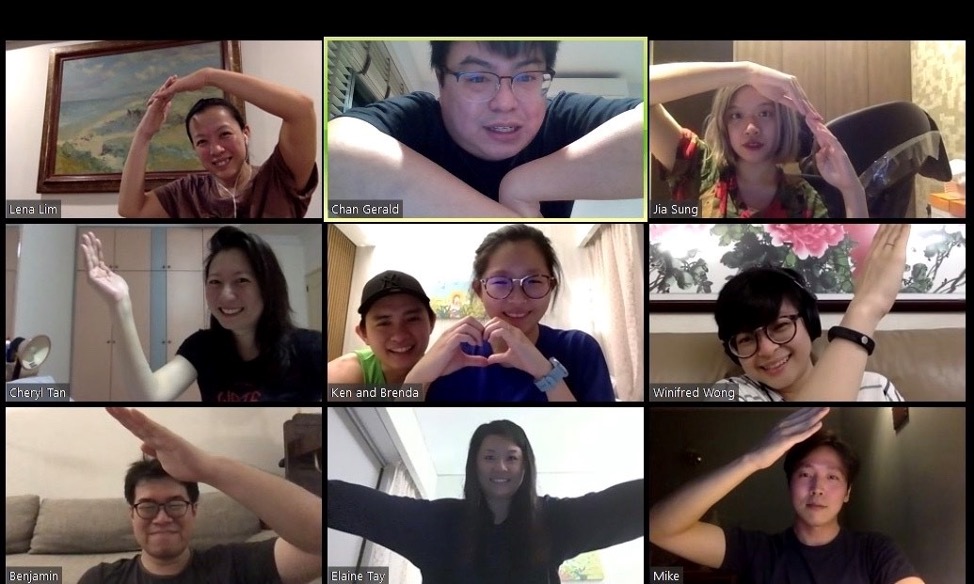 Lena Lim
Chan Gerald
Jia Sung
Cheryl Tan
Ken and Brenda
Winifred Wong
Benjamin
Elaine Tay
Mike